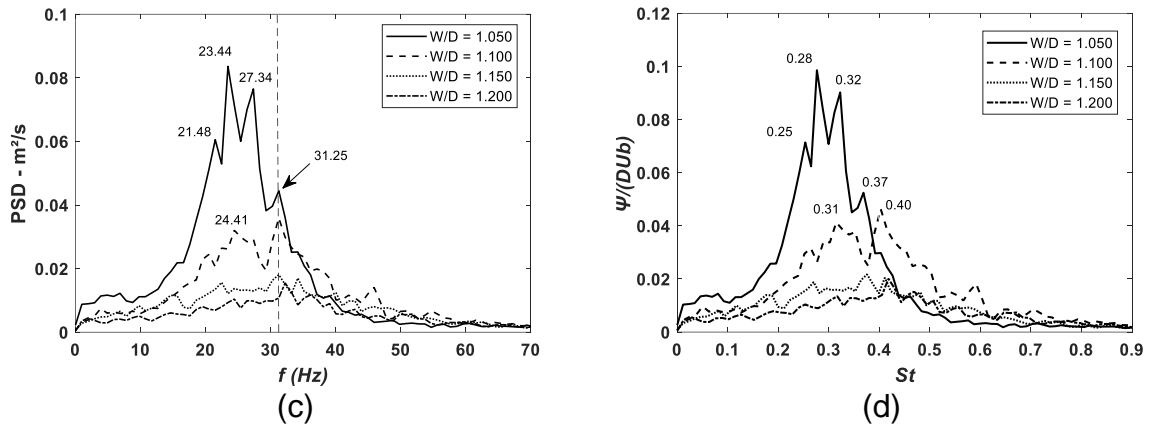 0.1
0.08
0.06
0.04
0.02
0
PSD - m²/s
23.44
27.34
21.48
31.25
24.41
W/D = 1.050
W/D = 1.100
W/D = 1.150
W/D = 1.200
0 10 20 30 40 50 60 70
f (Hz)
(c)
0.12
0.1
0.08
0.06
0.04
0.02
0
Ψ/(DUb)
0.28
0.32
0.25
0.37
0.31
0.40
W/D = 1.050
W/D = 1.100
W/D = 1.150
W/D = 1.200
0 0.1 0.2 0.3 0.4 0.5 0.6 0.7 0.8 0.9
St
(d)